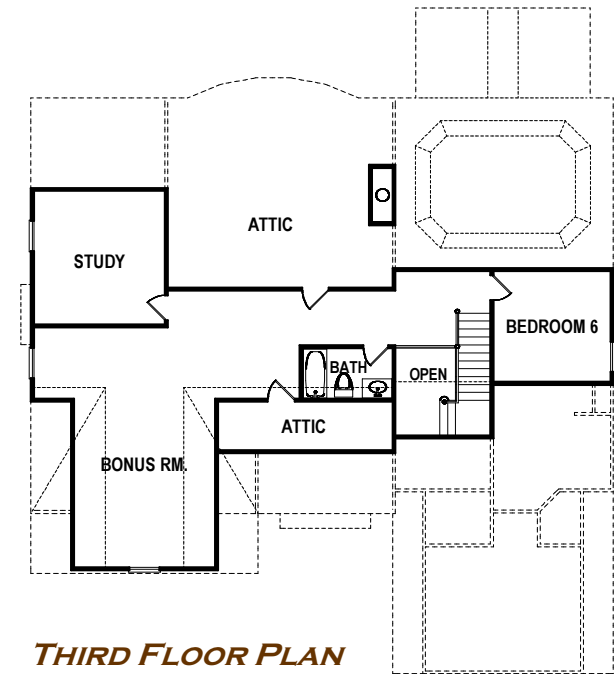 ATTIC
STUDY
BEDROOM 6
BATH
OPEN
ATTIC
BONUS RM.
THIRD FLOOR PLAN